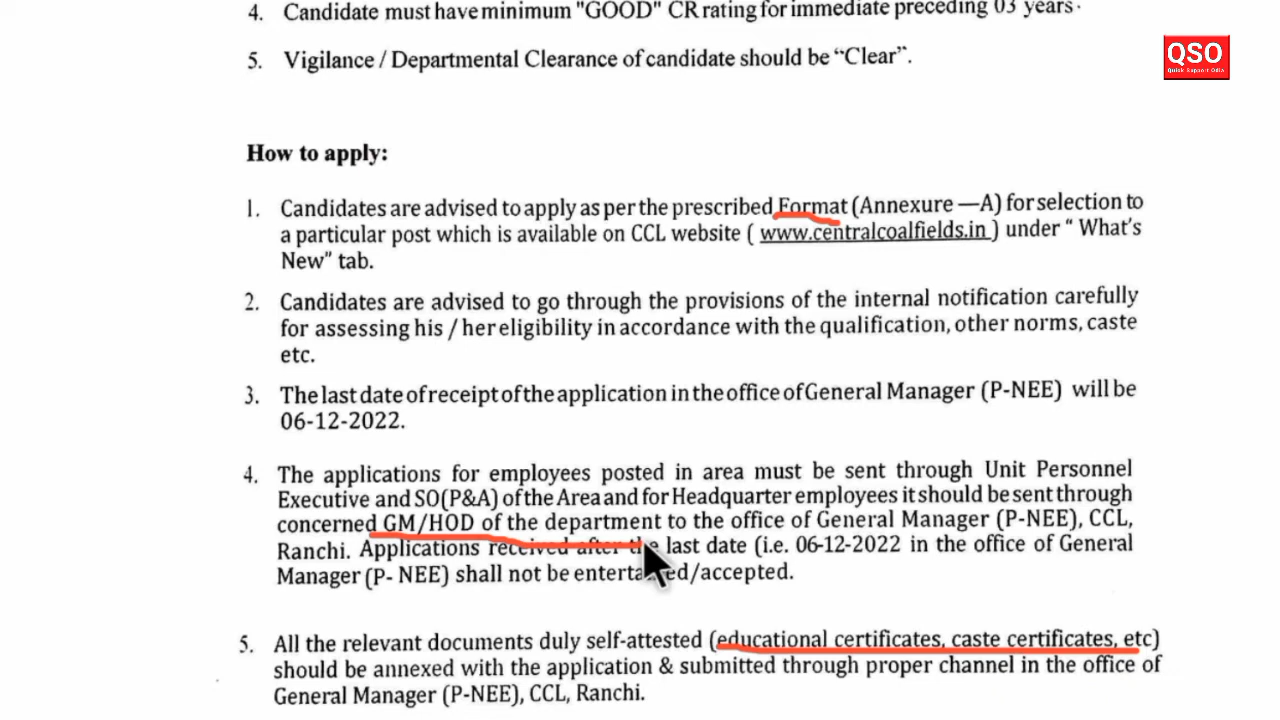 4. Candidate must have minimum "GOOD" CR rating for immediate preceding 03 years.
5. Vigilance / Departmental Clearance of candidate should be "Clear".
QSO
Quick Support Odia
How to apply:
1. Candidates are advised to apply as per the prescribed Format (Annexure —A) for selection to
a particular post which is available on CCL website ( www.centralcoalfields.in ) under " What's
New" tab.
2. Candidates are advised to go through the provisions of the internal notification carefully
for assessing his / her eligibility in accordance with the qualification, other norms, caste
etc.
3. The last date of receipt of the application in the office of General Manager (P-NEE) will be
06-12-2022.
4. The applications for employees posted in area must be sent through Unit Personnel
Executive and SO(P&A) of the Area and for Headquarter employees it should be sent through
concerned GM/HOD of the department to the office of General Manager (P-NEE), CCL,
Ranchi. Applications received after the last date (i.e. 06-12-2022 in the office of General
Manager (P- NEE) shall not be entertained/accepted.
5. All the relevant documents duly self-attested (educational certificates, caste certificates, etc)
should be annexed with the application & submitted through proper channel in the office of
General Manager (P-NEE), CCL, Ranchi.